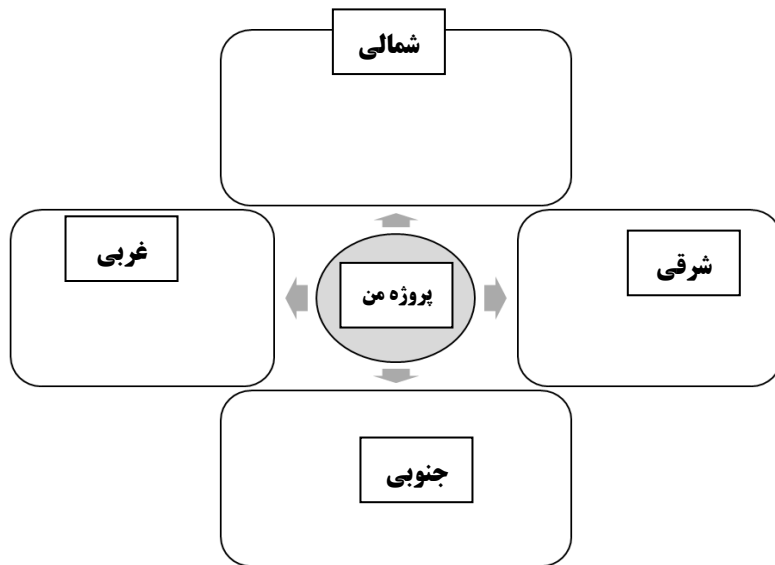 شمالی
غربی
شرقی
پروژه من
جنوبی